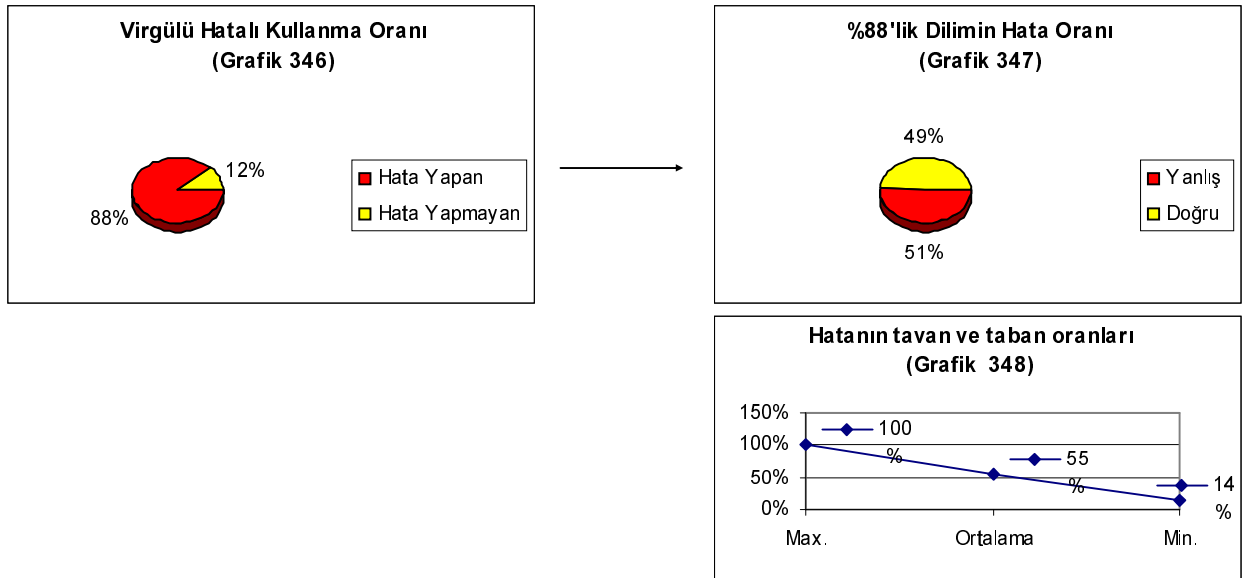 Virgülü Hatalı Kullanma Oranı
(Grafik 346)
12%
88%
Hata Yapan
Hata Yapmayan
%88'lik Dilimin Hata Oranı
(Grafik 347)
49%
51%
Yanlış
Doğru
Hatanın tavan ve taban oranları
(Grafik 348)
150%
100%
50%
0%
100
%
55
%
14
%
Max.
Ortalama
Min.